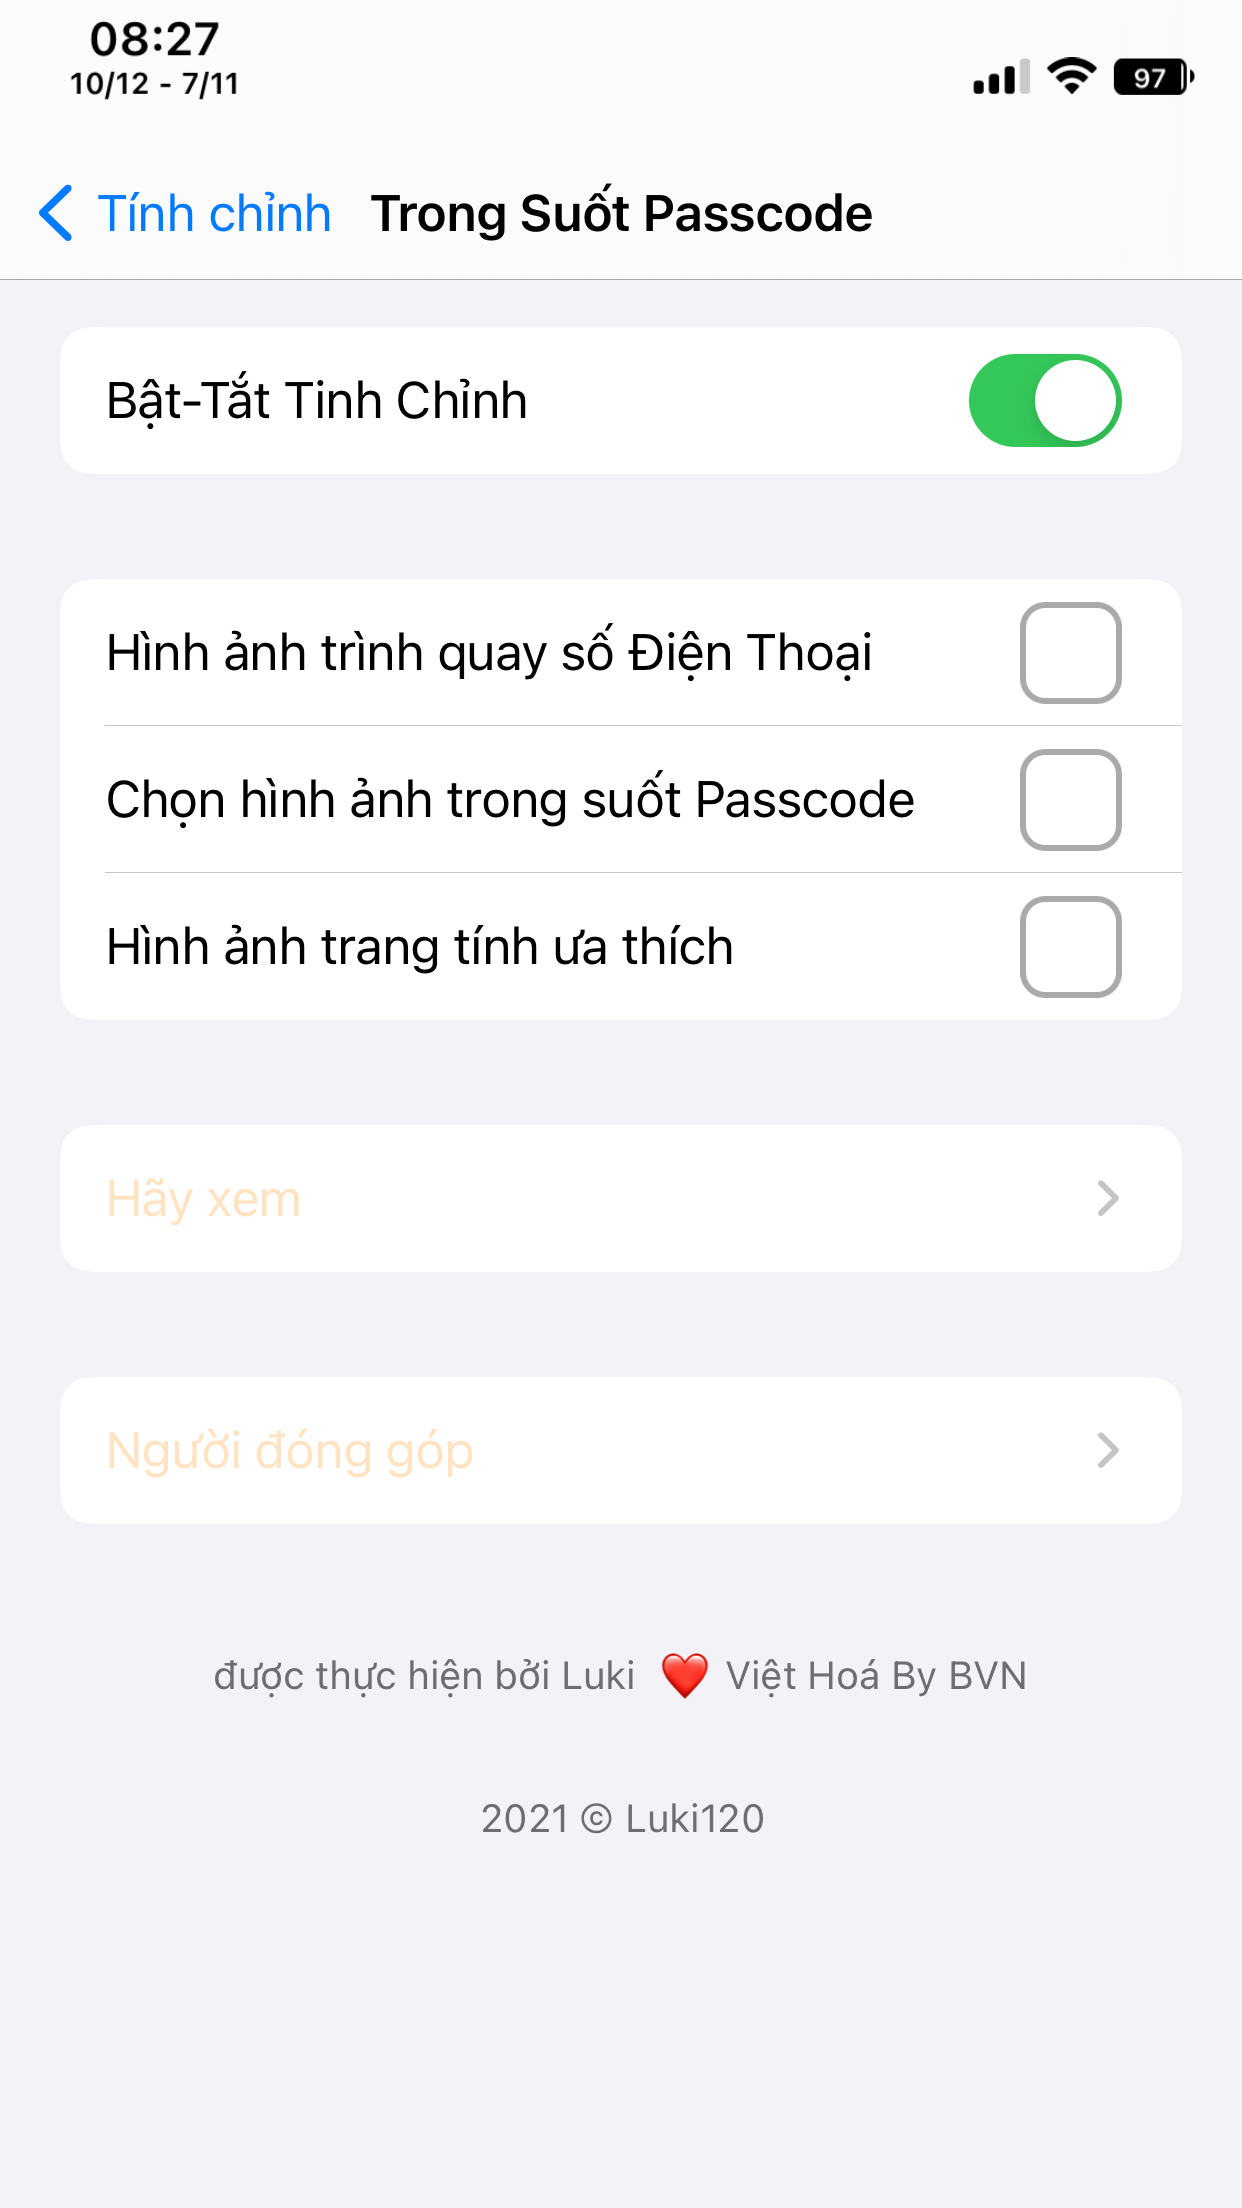 08:27
10/12 - 7/11
97
Tính chỉnh Trong Suốt Passcode
Bật-Tắt Tinh Chỉnh
Hình ảnh trình quay số Điện Thoại
Chọn hình ảnh trong suốt Passcode
Hình ảnh trang tính ưa thích
Hãy xem
Người đóng góp
được thực hiện bởi Luki ❤️ Việt Hoá By BVN
2021 © Luki120